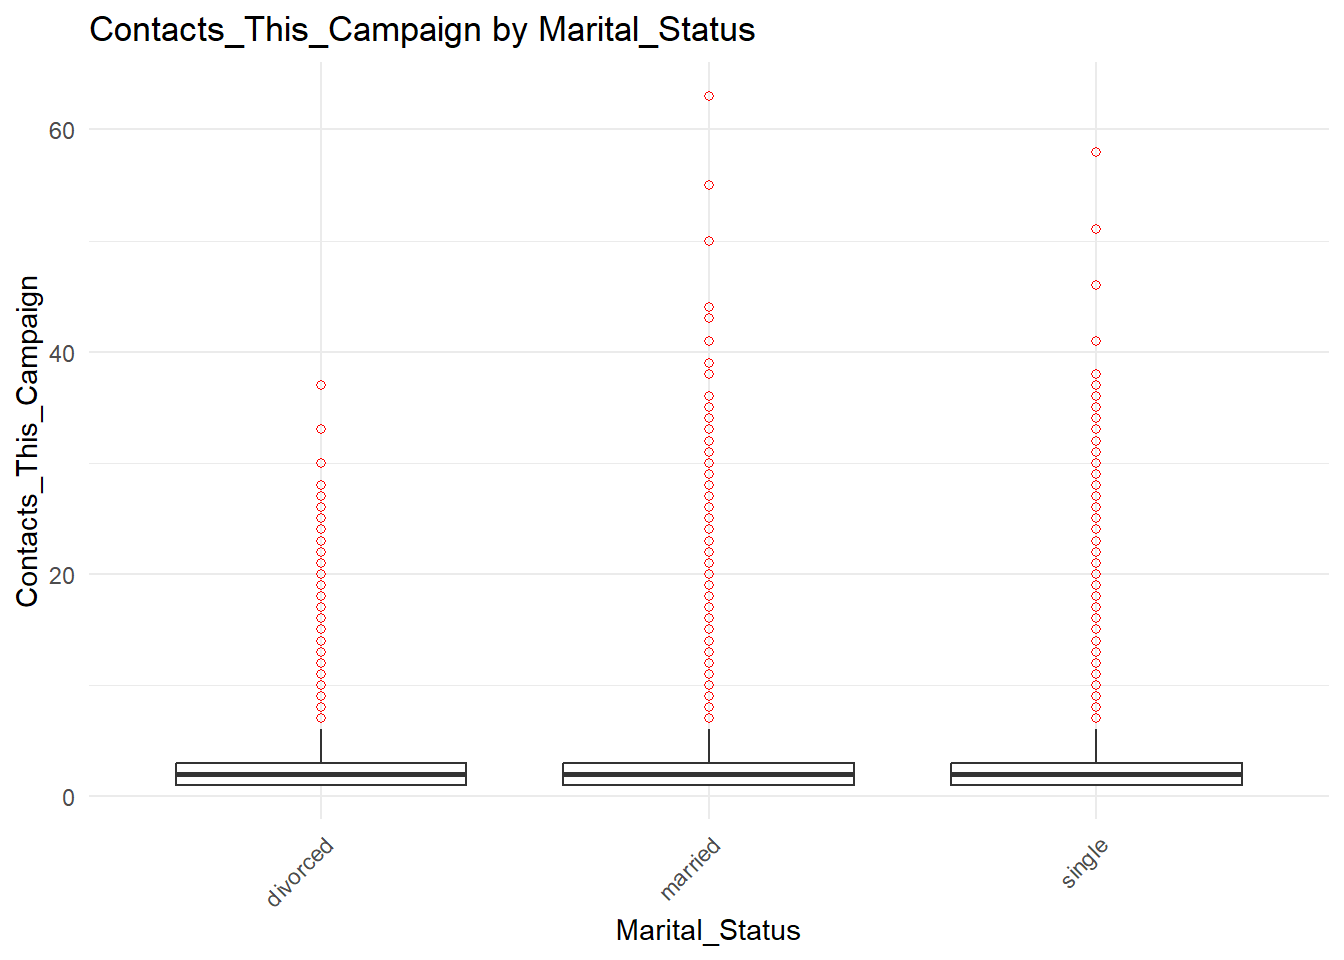 Contacts_This_Campaign by Marital_Status
Contacts_This_Campaign
60
40
20
0
divorced
married
single
Marital_Status